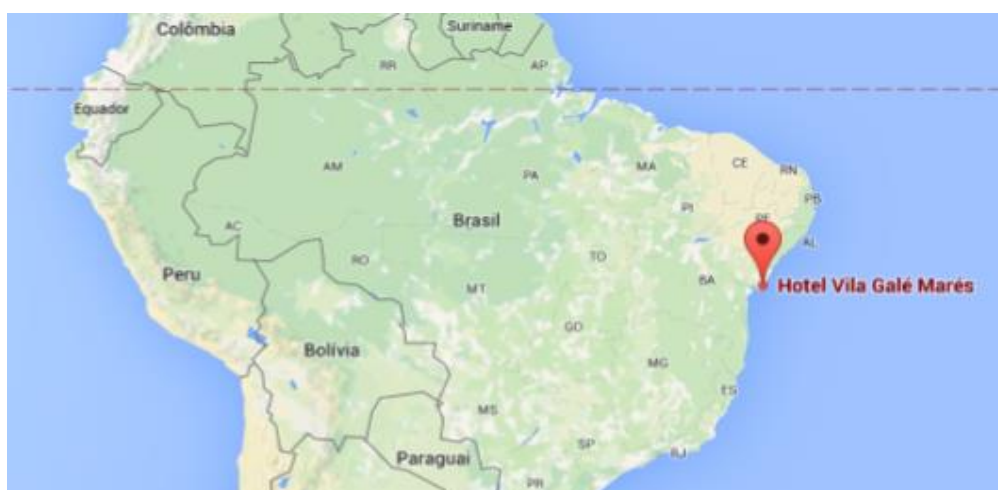 Colômbia
Suriname
RR
AP
Equador
AM
PA
MA
CE
RN
PI
PB
PE
AC
Brasil
AL
RO
TO
Peru
MT
BA
Hotel Vila Galé Marés
GO
Bolívia
MG
ES
MS
SP
RJ
Paraguai
PR